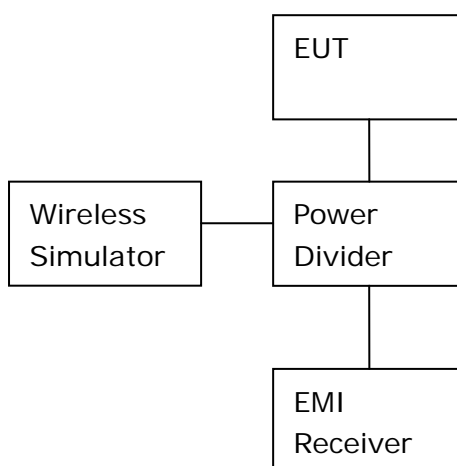 EUT
Wireless
Simulator
Power
Divider
EMI
Receiver